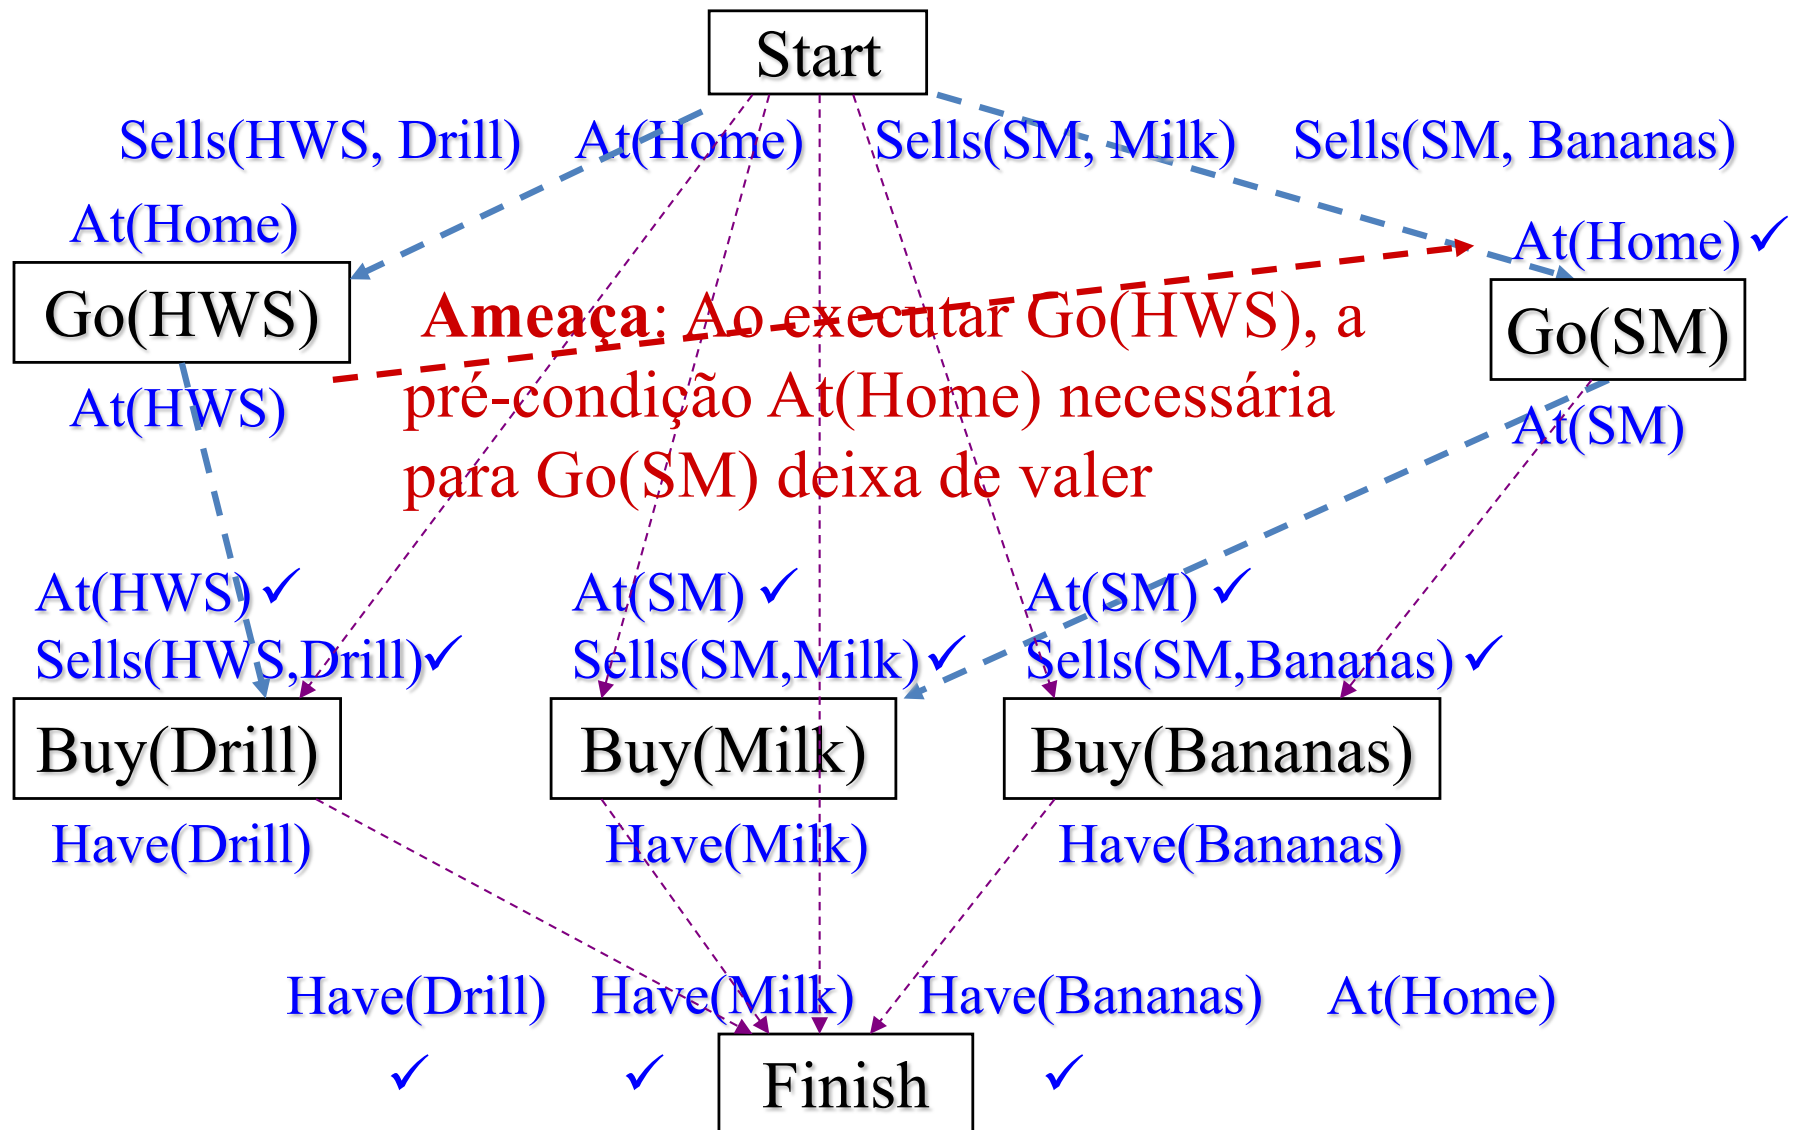 Start
Sells(HWS, Drill) At(Home) Sells(SM, Milk) Sells(SM, Bananas)
At(Home) At(Home) ✓
Go(HWS) Go(SM)
Ameaça: Ao executar Go(HWS), a
pré-condição At(Home) necessária
para Go(SM) deixa de valer
At(HWS) At(SM)
At(HWS) ✓ At(SM) ✓ At(SM) ✓
Sells(HWS,Drill) ✓ Sells(SM,Milk) ✓ Sells(SM,Bananas) ✓
Buy(Drill) Buy(Milk) Buy(Bananas)
Have(Drill) Have(Milk) Have(Bananas)
Have(Drill) Have(Milk) Have(Bananas) At(Home)
✓ ✓ ✓
Finish